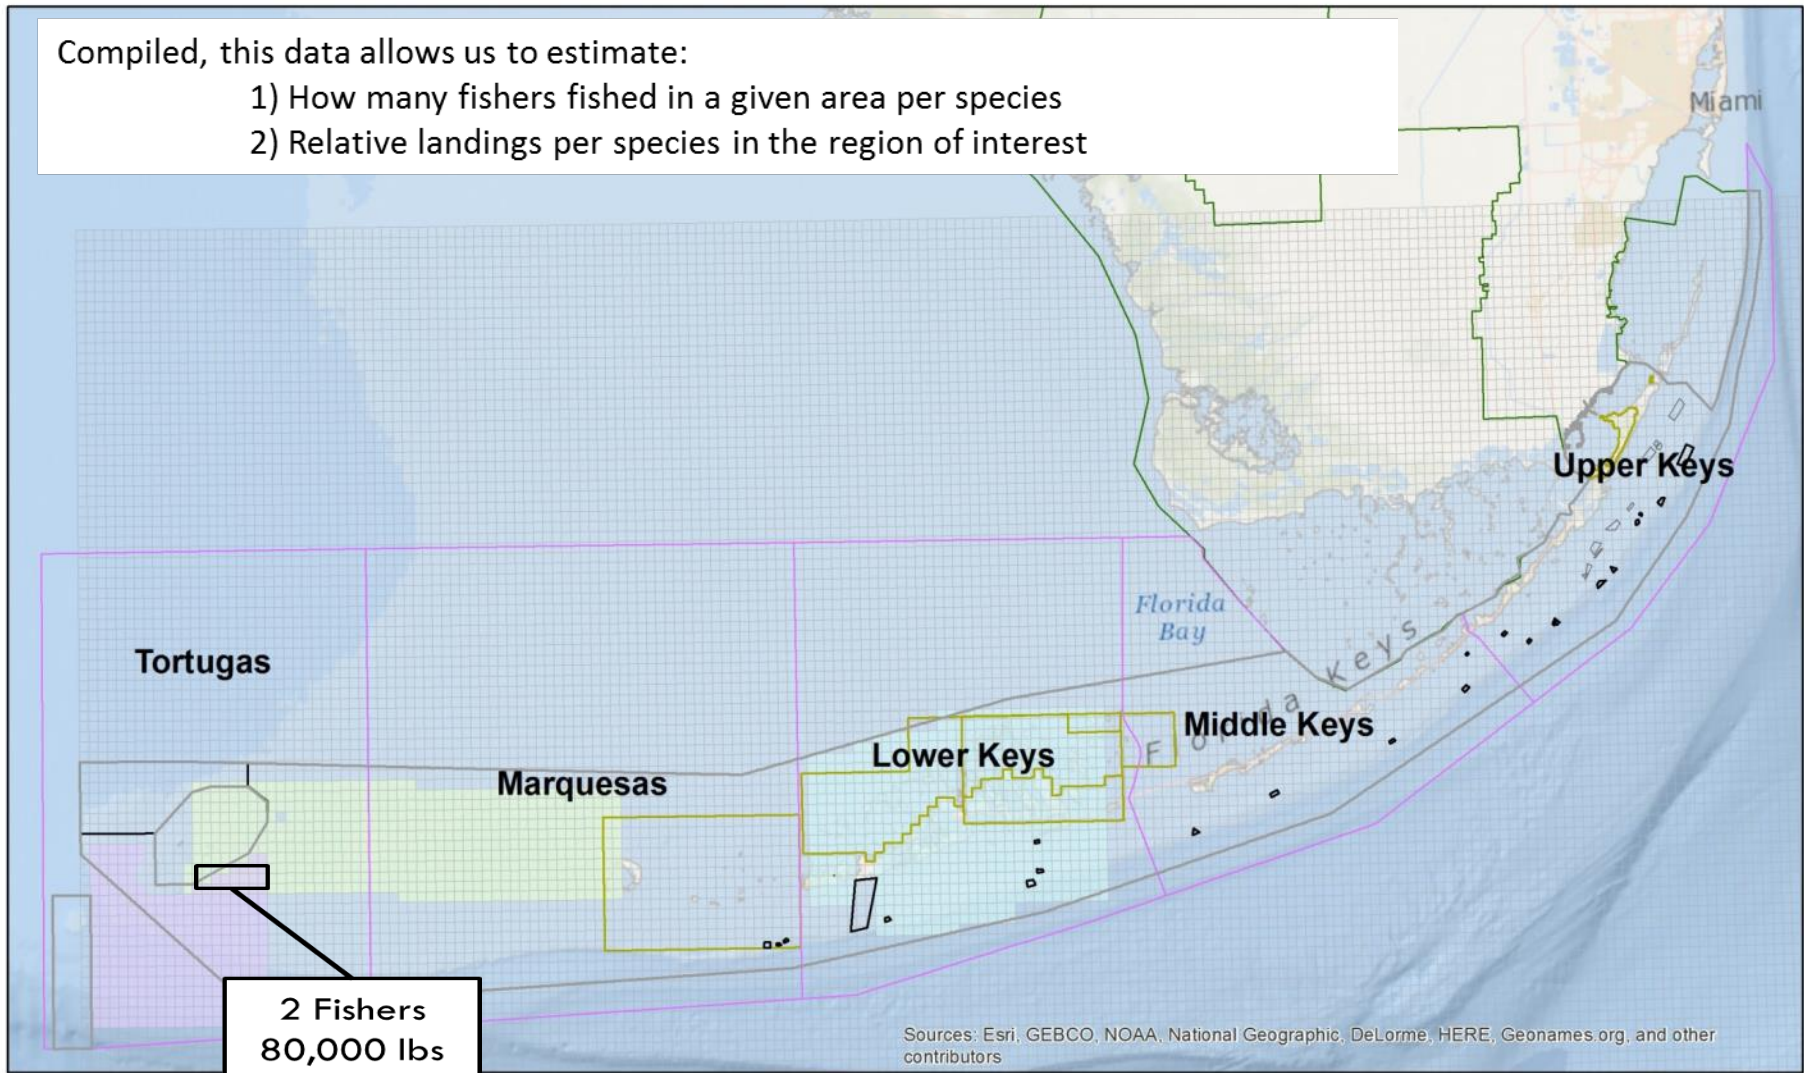 Compiled, this data allows us to estimate:
1) How many fishers fished in a given area per species
2) Relative landings per species in the region of interest
Miami
Upper Keys
Florida
Bay
Tortugas
Florida Keys
Middle Keys
Lower Keys
Marquesas
2 Fishers
80,000 lbs
Sources: Esri, GEBCO, NOAA, National Geographic, DeLorme, HERE, Geonames.org, and other
contributors